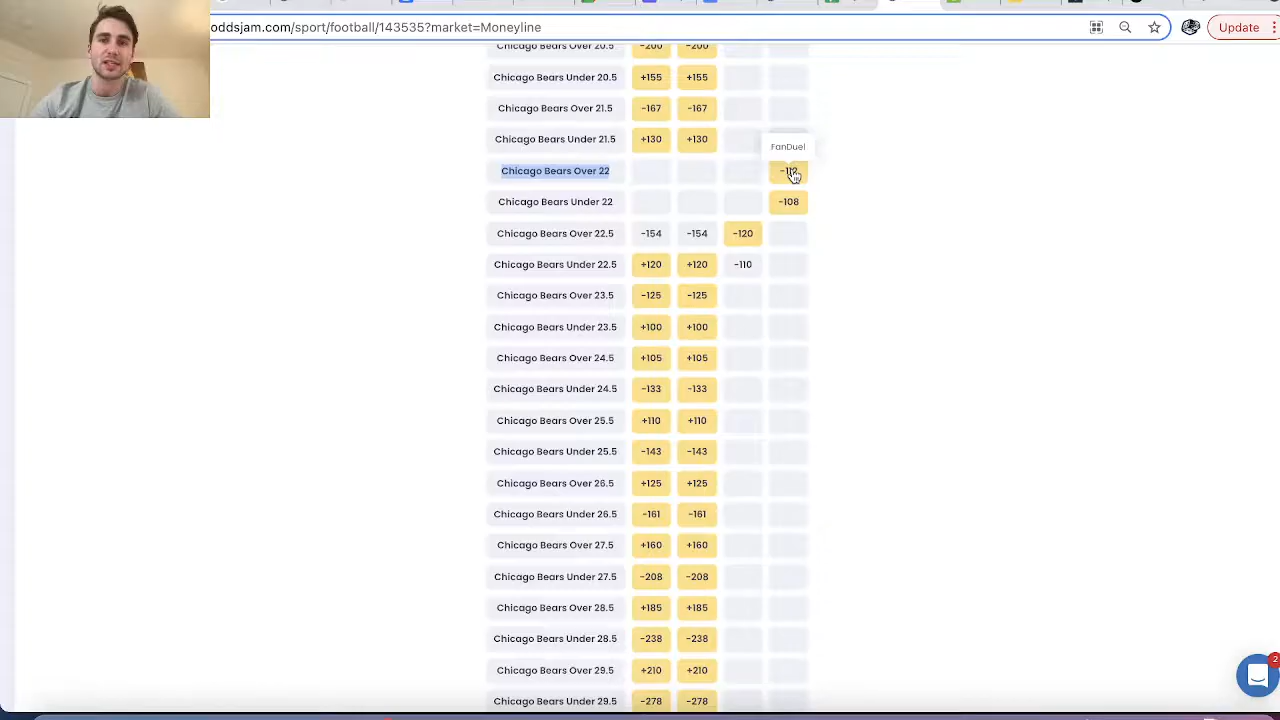 oddsjam.com/sport/football/143535?market=Moneyline
Update
Chicago Bears Over 20.5 -200 -200
Chicago Bears Under 20.5 +155 +155
Chicago Bears Over 21.5 -167 -167
Chicago Bears Under 21.5 +130 +130
FanDuel
Chicago Bears Over 22
Chicago Bears Under 22 -108
Chicago Bears Over 22.5 -154 -154 -120
Chicago Bears Under 22.5 +120 +120 -110
Chicago Bears Over 23.5 -125 -125
Chicago Bears Under 23.5 +100 +100
Chicago Bears Over 24.5 +105 +105
Chicago Bears Under 24.5 -133 -133
Chicago Bears Over 25.5 +110 +110
Chicago Bears Under 25.5 -143 -143
Chicago Bears Over 26.5 +125 +125
Chicago Bears Under 26.5 -161 -161
Chicago Bears Over 27.5 +160 +160
Chicago Bears Under 27.5 -208 -208
Chicago Bears Over 28.5 +185 +185
Chicago Bears Under 28.5 -238 -238
Chicago Bears Over 29.5 +210 +210
Chicago Bears Under 29.5 -278 -278
2